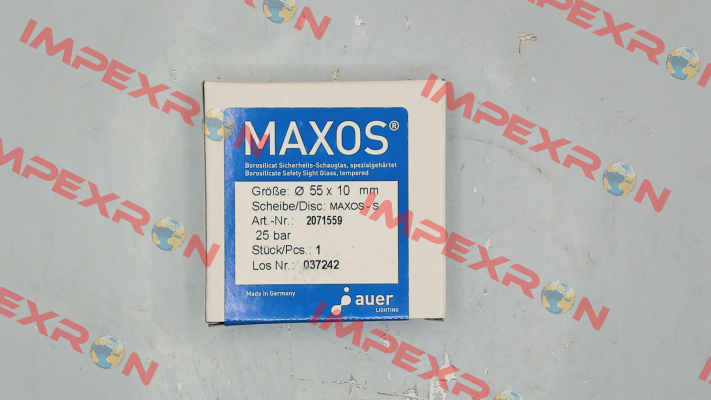 MAXOS®
Borosilicat Sicherheits-Schauglas, spezialgehärtet
Borosilicate Safety Sight Glass, tempered
Größe: Ø 55 x 10 mm
Scheibe/Disc: MAXOS - S
Art.-Nr.: 2071559
25 bar
Stück/Pcs.: 1
Los Nr.: 037242
Made in Germany
auer
LIGHTING
IMPEXRON
IMPEXRON
IMPEXRON
IMPEXRON
IMPEXRON
IMPEXRON